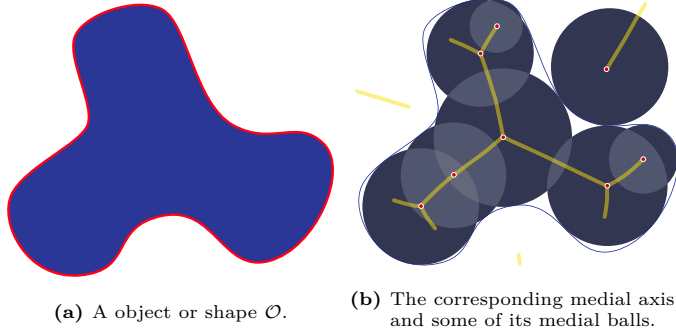 (a) A object or shape 𝒪.
(b) The corresponding medial axis
and some of its medial balls.